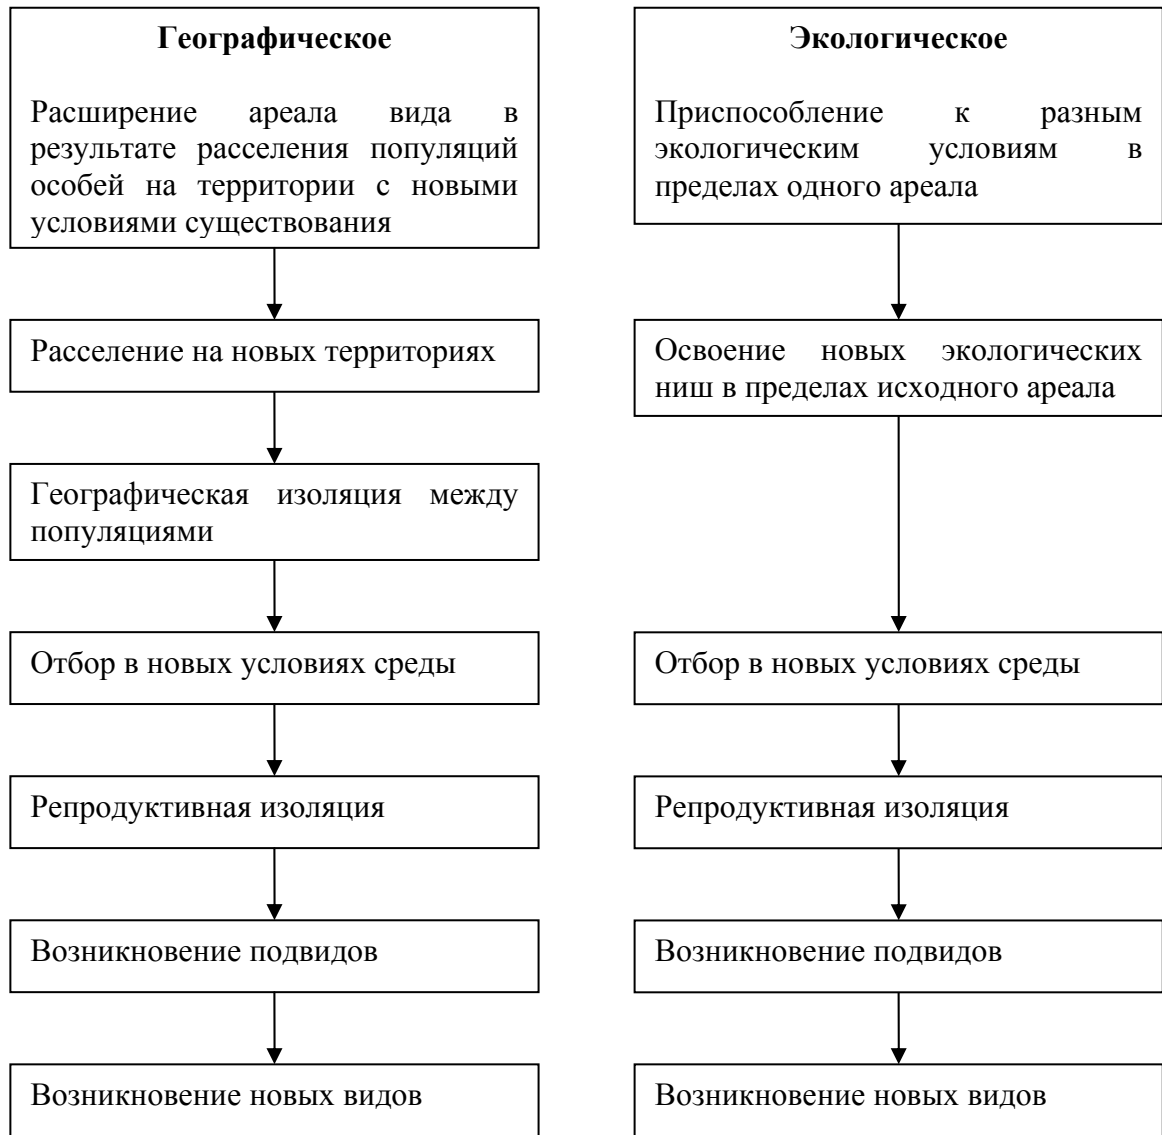 Географическое
Расширение ареала вида в
результате расселения популяций
особей на территории с новыми
условиями существования
Расселение на новых территориях
Географическая изоляция между
популяциями
Отбор в новых условиях среды
Репродуктивная изоляция
Возникновение подвидов
Возникновение новых видов
Экологическое
Приспособление к разным
экологическим условиям в
пределах одного ареала
Освоение новых экологических
ниш в пределах исходного ареала
Отбор в новых условиях среды
Репродуктивная изоляция
Возникновение подвидов
Возникновение новых видов